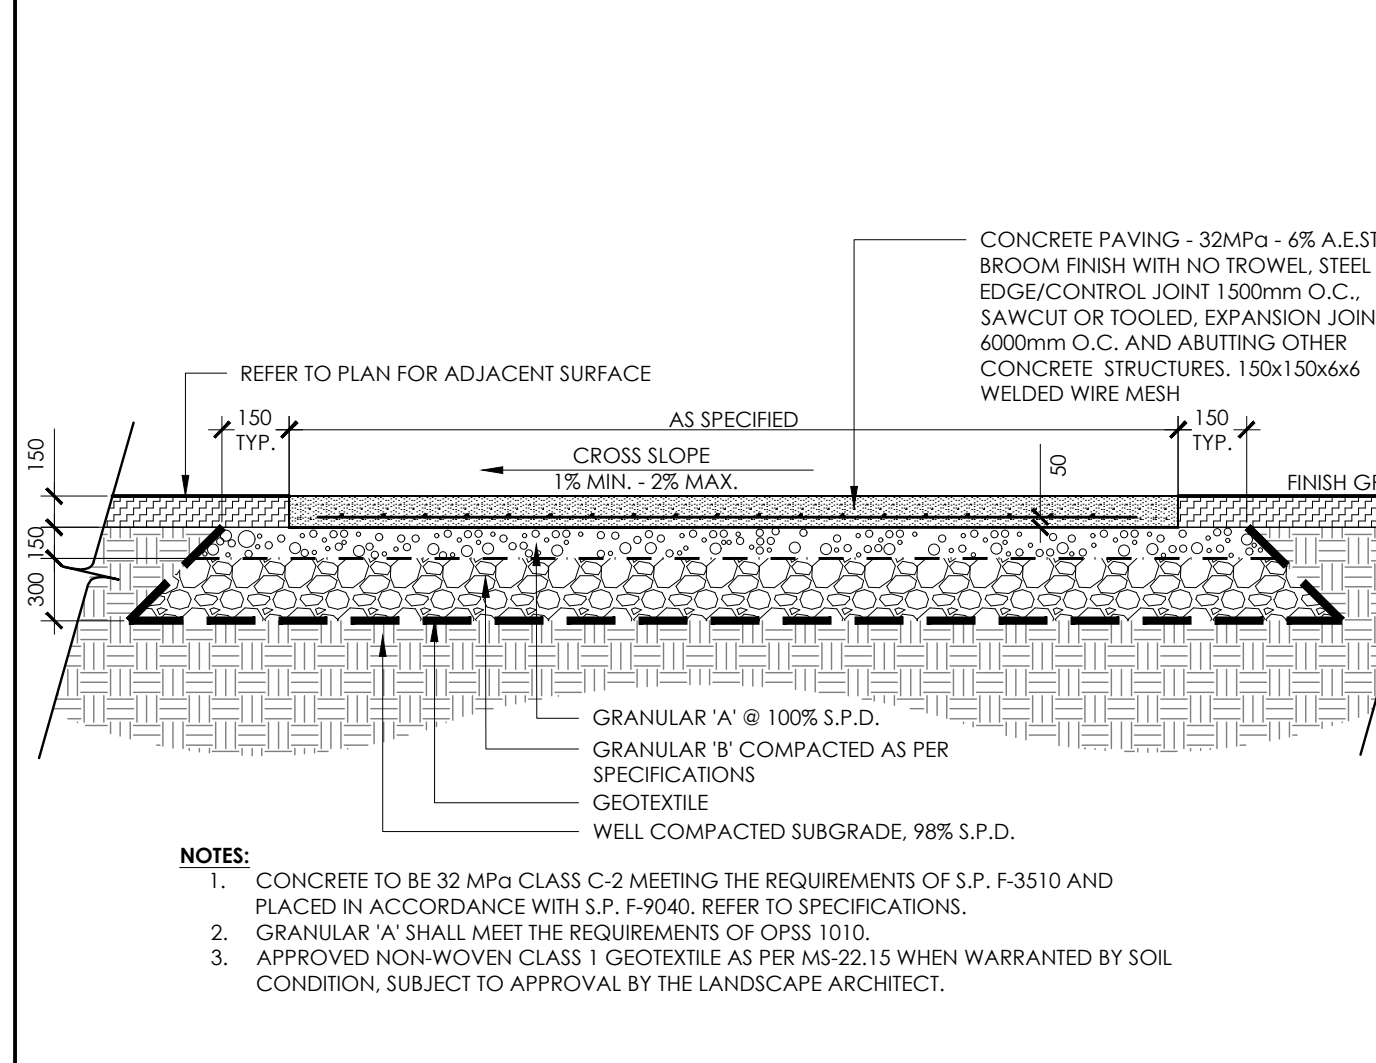 CONCRETE PAVING - 32MPa - 6% A.E.ST
BROOM FINISH WITH NO TROWEL, STEEL
EDGE/CONTROL JOINT 1500mm O.C.,
SAWCUT OR TOOLED, EXPANSION JOIN
6000mm O.C. AND ABUTTING OTHER
CONCRETE STRUCTURES. 150x150x6x6
WELDED WIRE MESH
REFER TO PLAN FOR ADJACENT SURFACE
150
TYP.
AS SPECIFIED
150
TYP.
CROSS SLOPE
1% MIN. - 2% MAX.
50
FINISH GR
150
150
300
GRANULAR 'A' @ 100% S.P.D.
GRANULAR 'B' COMPACTED AS PER
SPECIFICATIONS
GEOTEXTILE
WELL COMPACTED SUBGRADE, 98% S.P.D.
NOTES:
1. CONCRETE TO BE 32 MPa CLASS C-2 MEETING THE REQUIREMENTS OF S.P. F-3510 AND
PLACED IN ACCORDANCE WITH S.P. F-9040. REFER TO SPECIFICATIONS.
2. GRANULAR 'A' SHALL MEET THE REQUIREMENTS OF OPSS 1010.
3. APPROVED NON-WOVEN CLASS 1 GEOTEXTILE AS PER MS-22.15 WHEN WARRANTED BY SOIL
CONDITION, SUBJECT TO APPROVAL BY THE LANDSCAPE ARCHITECT.